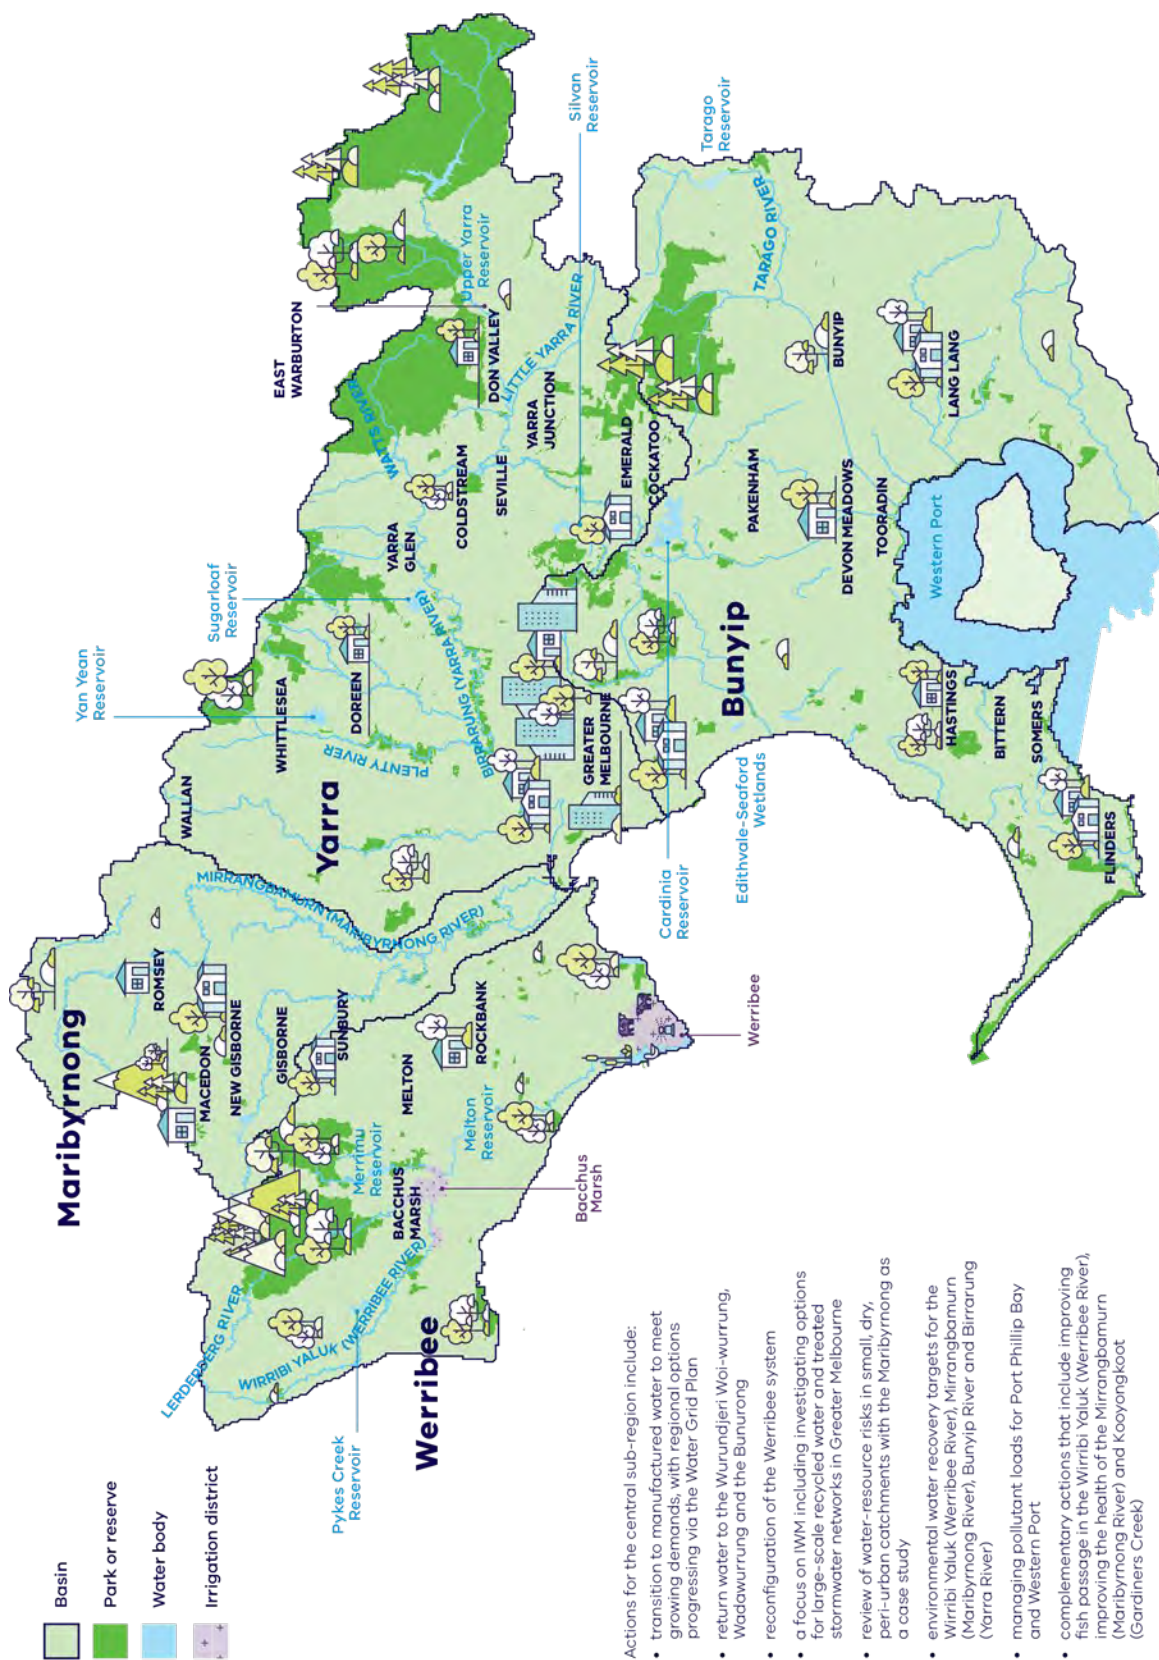 Basin
Park or reserve
Water body
Irrigation district
Maribyrnong
Yarra
Werribee
Bunyip
Yan Yean
Reservoir
Sugarloaf
Reservoir
EAST
WARBURTON
Upper Yarra
Reservoir
Silvan
Reservoir
Tarago
Reservoir
WALLAN
WHITTLESEA
DOREEN
PLENTY RIVER
YARRA
GLEN
WATTS RIVER
COLDSTREAM
SEVILLE
DON VALLEY
YARRA
JUNCTION
LITTLE YARRA RIVER
BIRRARUNG (YARRA RIVER)
GREATER
MELBOURNE
EMERALD
COCKATOO
TARAGO RIVER
ROMSEY
MACEDON
NEW GISBORNE
GISBORNE
SUNBURY
MIRRANGBAMURN (MARIBYRNONG RIVER)
LERDERBERG RIVER
WIRRIBI YALUK (WERRIBEE RIVER)
Pykes Creek
Reservoir
Merrimu
Reservoir
BACCHUS
MARSH
MELTON
ROCKBANK
Melton
Reservoir
Bacchus
Marsh
Werribee
Cardinia
Reservoir
Edithvale-Seaford
Wetlands
PAKENHAM
DEVON MEADOWS
TOORADIN
BUNYIP
LANG LANG
Western Port
HASTINGS
BITTERN
SOMERS
FLINDERS
Actions for the central sub-region include:
• transition to manufactured water to meet
growing demands, with regional options
progressing via the Water Grid Plan
• return water to the Wurundjeri Woi-wurrung,
Wadawurrung and the Bunurong
• reconfiguration of the Werribee system
• a focus on IWM including investigating options
for large-scale recycled water and treated
stormwater networks in Greater Melbourne
• review of water-resource risks in small, dry,
peri-urban catchments with the Maribyrnong as
a case study
• environmental water recovery targets for the
Wirribi Yaluk (Werribee River), Mirrangbamurn
(Maribyrnong River), Bunyip River and Birrarung
(Yarra River)
• managing pollutant loads for Port Phillip Bay
and Western Port
• complementary actions that include improving
fish passage in the Wirribi Yaluk (Werribee River),
improving the health of the Mirrangbamurn
(Maribyrnong River) and Kooyongkoot
(Gardiners Creek)